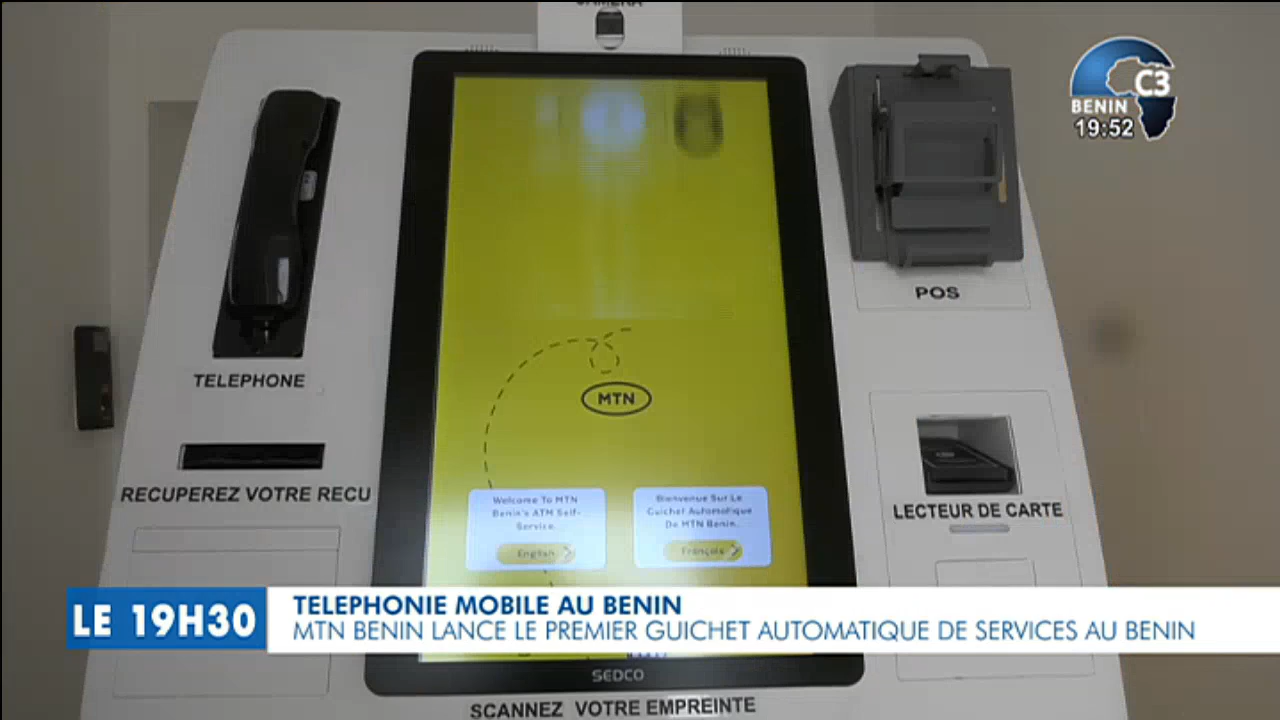 CAMERA
C3
BENIN
19:52
POS
TELEPHONE
MTN
RECUPEREZ VOTRE RECU
Welcome To MTN
Benin's ATM Self-
Service.
English
Bienvenue Sur Le
Guichet Automatique
De MTN Benin.
Français
LECTEUR DE CARTE
LE 19H30
TELEPHONIE MOBILE AU BENIN
MTN BENIN LANCE LE PREMIER GUICHET AUTOMATIQUE DE SERVICES AU BENIN
SEDCO
SCANNEZ VOTRE EMPREINTE